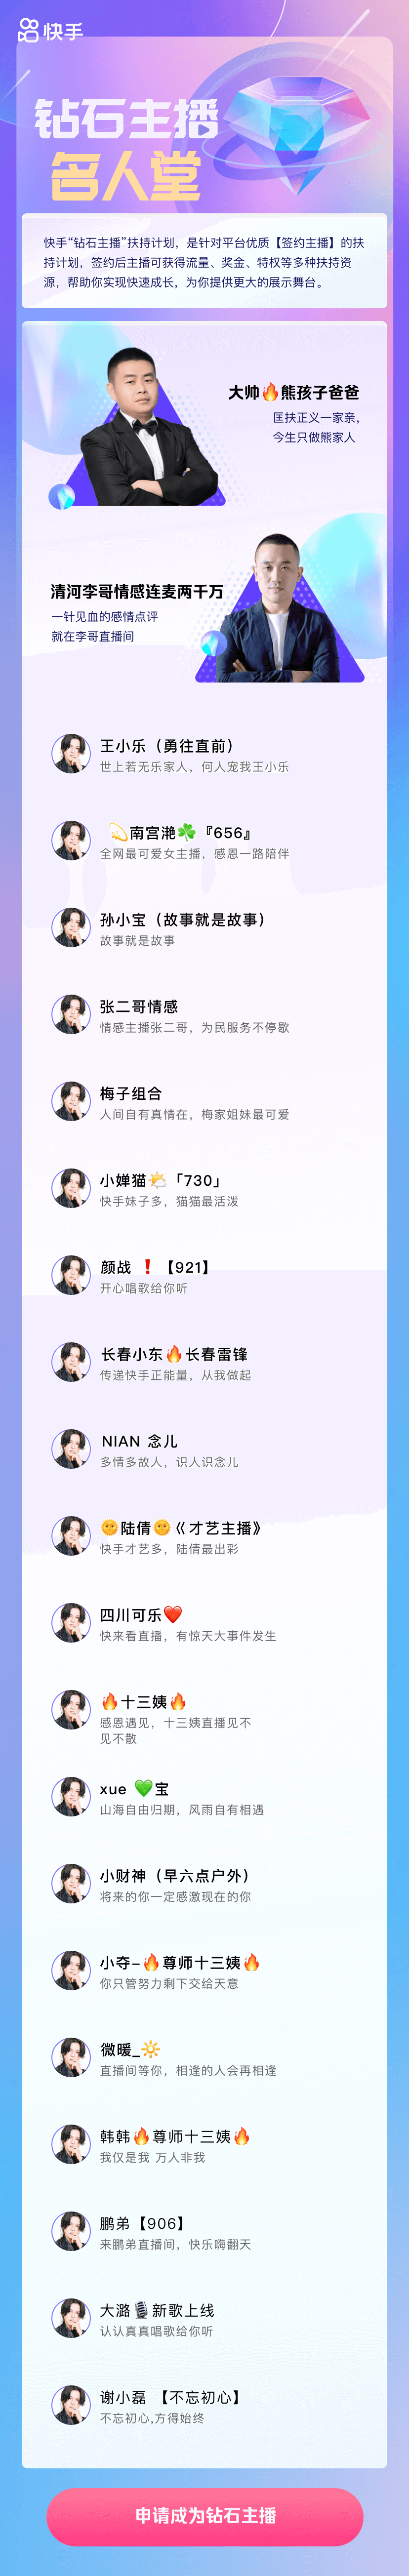 快手
钻石主播
名人堂
快手“钻石主播”扶持计划，是针对平台优质【签约主播】的扶
持计划，签约后主播可获得流量、奖金、特权等多种扶持资
源，帮助你实现快速成长，为你提供更大的展示舞台。
大帅🔥熊孩子爸爸
匡扶正义一家亲，
今生只做熊家人
清河李哥情感连麦两千万
一针见血的感情点评
就在李哥直播间
王小乐（勇往直前）
世上若无乐家人，何人宠我王小乐
💫南宫滟☘️『656』
全网最可爱女主播，感恩一路陪伴
孙小宝（故事就是故事）
故事就是故事
张二哥情感
情感主播张二哥，为民服务不停歇
梅子组合
人间自有真情在，梅家姐妹最可爱
小婵猫🌤「730」
快手妹子多，猫猫最活泼
颜战 ❗ 【921】
开心唱歌给你听
长春小东🔥长春雷锋
传递快手正能量，从我做起
NIAN 念儿
多情多故人，识人识念儿
🌞陆倩🌞《才艺主播》
快手才艺多，陆倩最出彩
四川可乐❤️
快来看直播，有惊天大事件发生
🔥十三姨🔥
感恩遇见，十三姨直播见不
见不散
xue 💚宝
山海自由归期，风雨自有相遇
小财神（早六点户外）
将来的你一定感激现在的你
小夺-🔥尊师十三姨🔥
你只管努力剩下交给天意
微暖_🔆
直播间等你，相逢的人会再相逢
韩韩🔥尊师十三姨🔥
我仅是我 万人非我
鹏弟【906】
来鹏弟直播间，快乐嗨翻天
大潞🎙新歌上线
认认真真唱歌给你听
谢小磊 【不忘初心】
不忘初心,方得始终
申请成为钻石主播